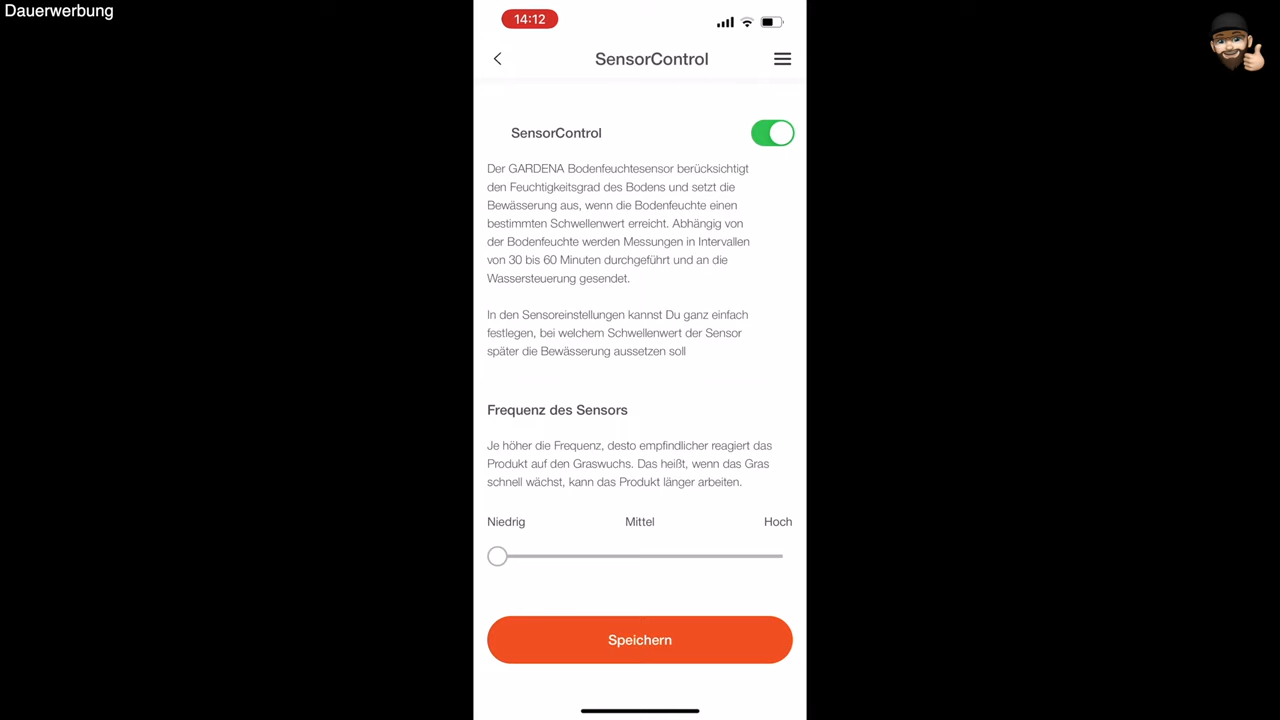 Dauerwerbung
14:12
SensorControl
SensorControl
Der GARDENA Bodenfeuchtesensor berücksichtigt
den Feuchtigkeitsgrad des Bodens und setzt die
Bewässerung aus, wenn die Bodenfeuchte einen
bestimmten Schwellenwert erreicht. Abhängig von
der Bodenfeuchte werden Messungen in Intervallen
von 30 bis 60 Minuten durchgeführt und an die
Wassersteuerung gesendet.
In den Sensoreinstellungen kannst Du ganz einfach
festlegen, bei welchem Schwellenwert der Sensor
später die Bewässerung aussetzen soll
Frequenz des Sensors
Je höher die Frequenz, desto empfindlicher reagiert das
Produkt auf den Graswuchs. Das heißt, wenn das Gras
schnell wächst, kann das Produkt länger arbeiten.
Niedrig Mittel Hoch
Speichern